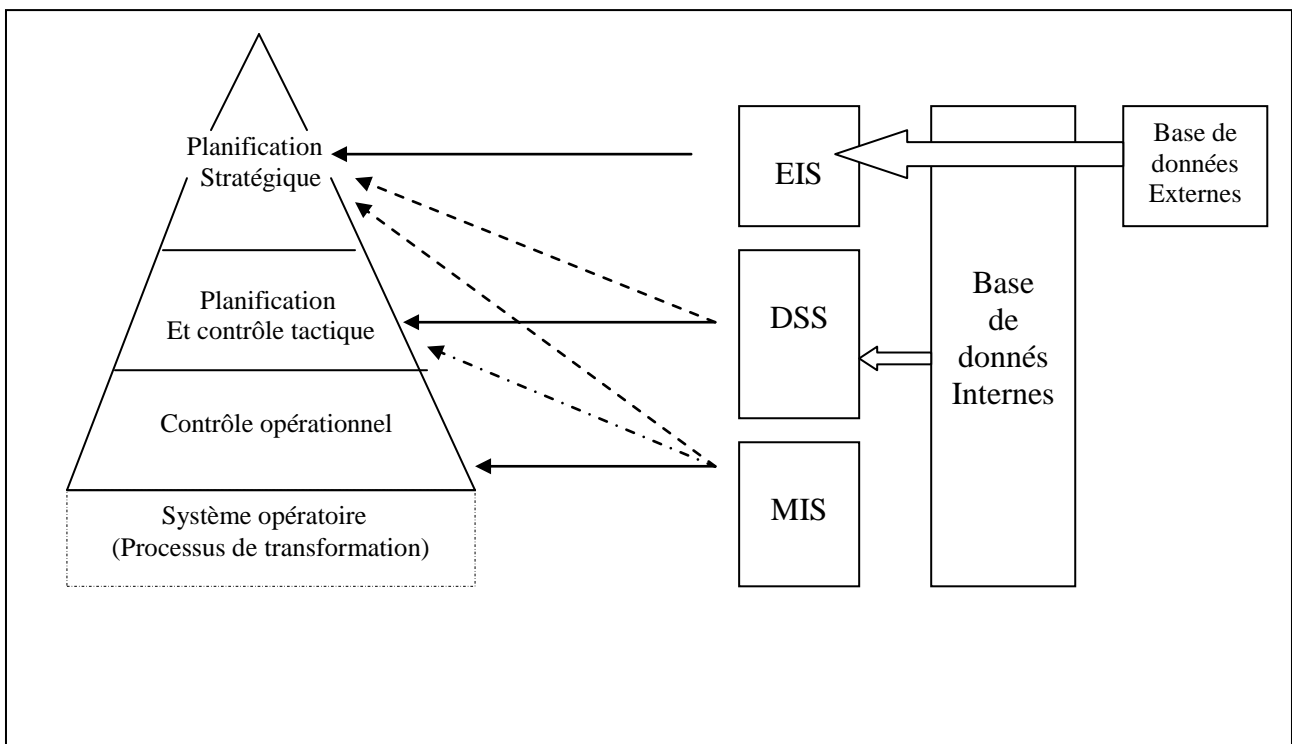 Planification
Stratégique
Planification
Et contrôle tactique
Contrôle opérationnel
Système opératoire
(Processus de transformation)
EIS
DSS
MIS
Base
de
donnés
Internes
Base de
données
Externes